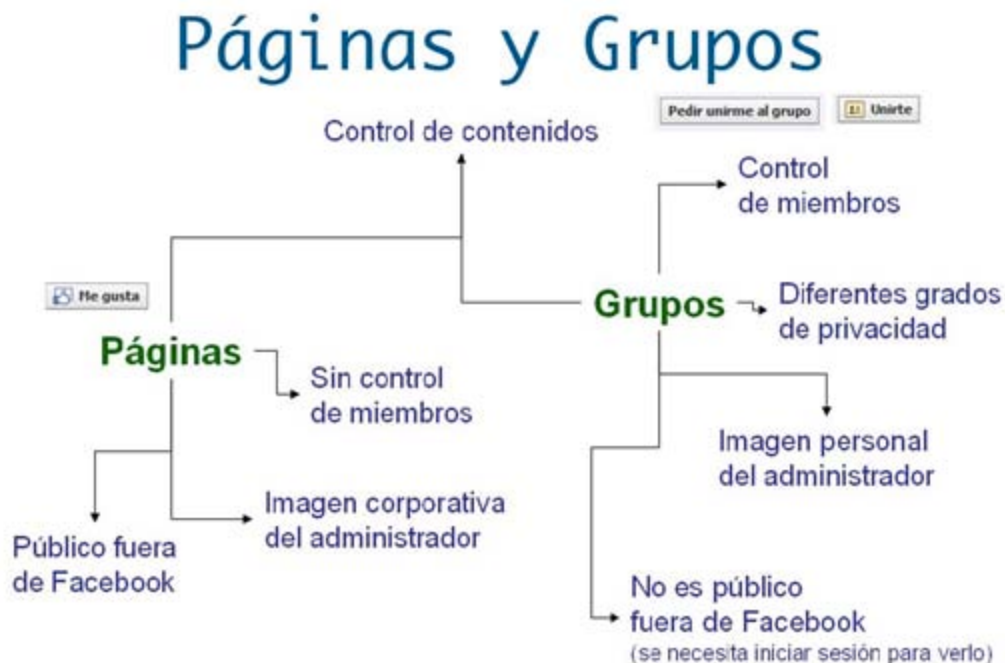 Páginas y Grupos
Pedir unirme al grupo
Unirte
Control de contenidos
Control
de miembros
Me gusta
Grupos
Diferentes grados
de privacidad
Páginas
Sin control
de miembros
Imagen personal
del administrador
Imagen corporativa
del administrador
Público fuera
de Facebook
No es público
fuera de Facebook
(se necesita iniciar sesión para verlo)